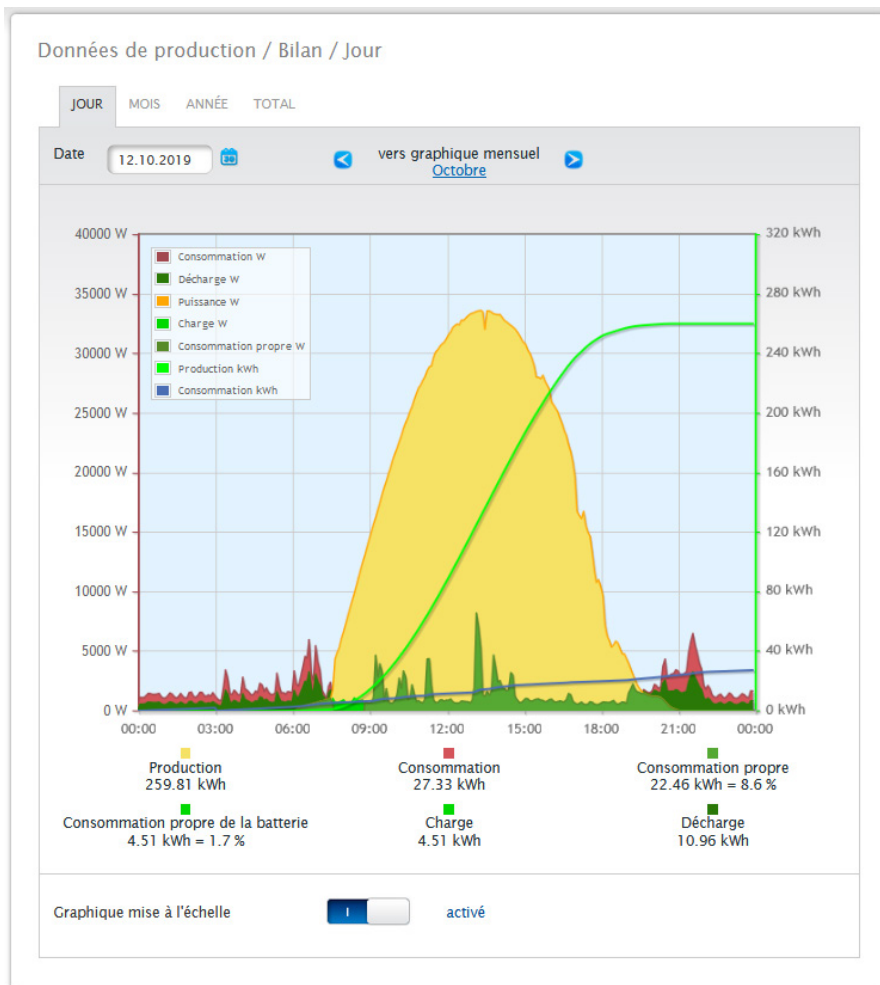 Données de production / Bilan / Jour
JOUR MOIS ANNÉE TOTAL
Date 12.10.2019 30 vers graphique mensuel
Octobre
40000 W 320 kWh
Consommation W
Décharge W
35000 W 280 kWh
Puissance W
Charge W
Consommation propre W
30000 W 240 kWh
Production kWh
Consommation kWh
25000 W 200 kWh
20000 W 160 kWh
15000 W 120 kWh
10000 W 80 kWh
5000 W 40 kWh
0 W 0 kWh
00:00 03:00 06:00 09:00 12:00 15:00 18:00 21:00 00:00
Production Consommation Consommation propre
259.81 kWh 27.33 kWh 22.46 kWh = 8.6 %
Consommation propre de la batterie Charge Décharge
4.51 kWh = 1.7 % 4.51 kWh 10.96 kWh
Graphique mise à l'échelle I activé